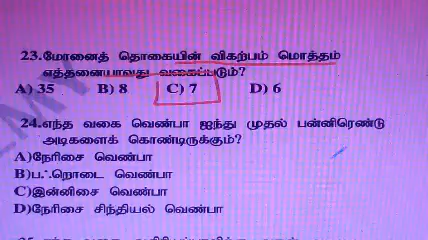 23.மோனைத் தொகையின் விகற்பம் மொத்தம்
எத்தனையாவது வகைப்படும்?
A) 35 B) 8 C) 7 D) 6
24.எந்த வகை வெண்பா ஐந்து முதல் பன்னிரெண்டு
அடிகளைக் கொண்டிருக்கும்?
A)நேரிசை வெண்பா
B)ப.:றொடை வெண்பா
C)இன்னிசை வெண்பா
D)நேரிசை சிந்தியல் வெண்பா